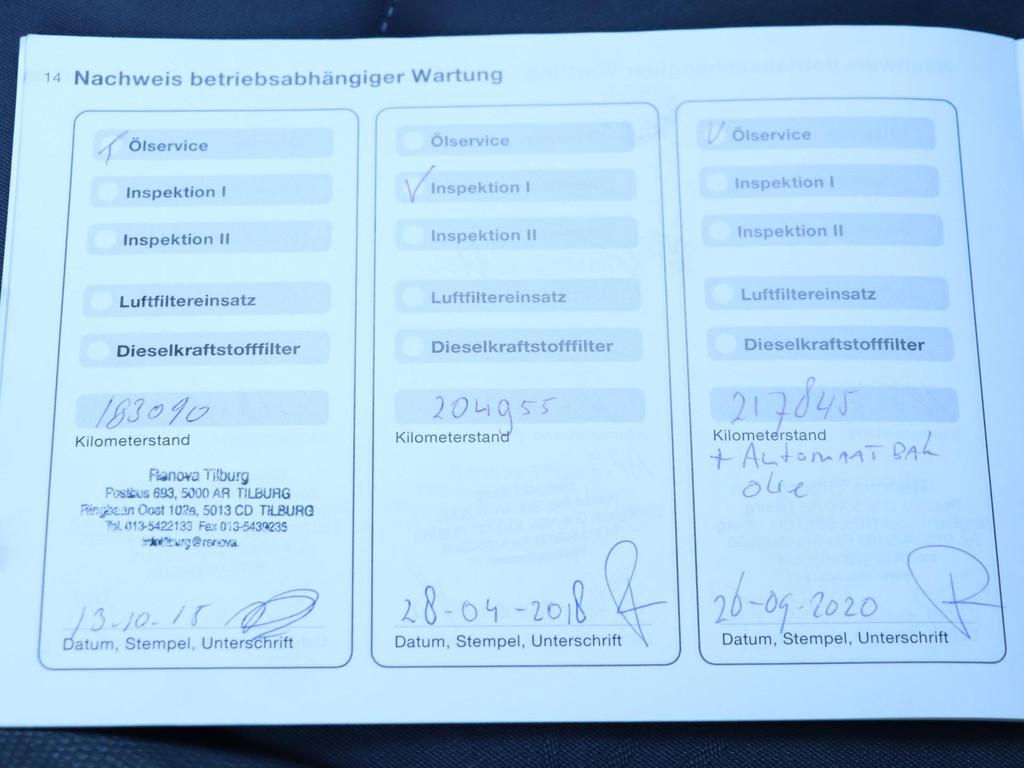 14 Nachweis betriebsabhängiger Wartung
Ölservice
Inspektion I
Inspektion II
Luftfiltereinsatz
Dieselkraftstofffilter
183090
Kilometerstand
Ranova Tilburg
Postbus 693, 5000 AR TILBURG
Ringbaan Oost 102a, 5013 CD TILBURG
Tel. 013-5422133 Fax 013-5439235
13-10-15
Datum, Stempel, Unterschrift
Ölservice
Inspektion I
Inspektion II
Luftfiltereinsatz
Dieselkraftstofffilter
204955
Kilometerstand
28-04-2018
Datum, Stempel, Unterschrift
Ölservice
Inspektion I
Inspektion II
Luftfiltereinsatz
Dieselkraftstofffilter
217845
Kilometerstand
+ AutomAAT BAK
olie
26-09-2020
Datum, Stempel, Unterschrift